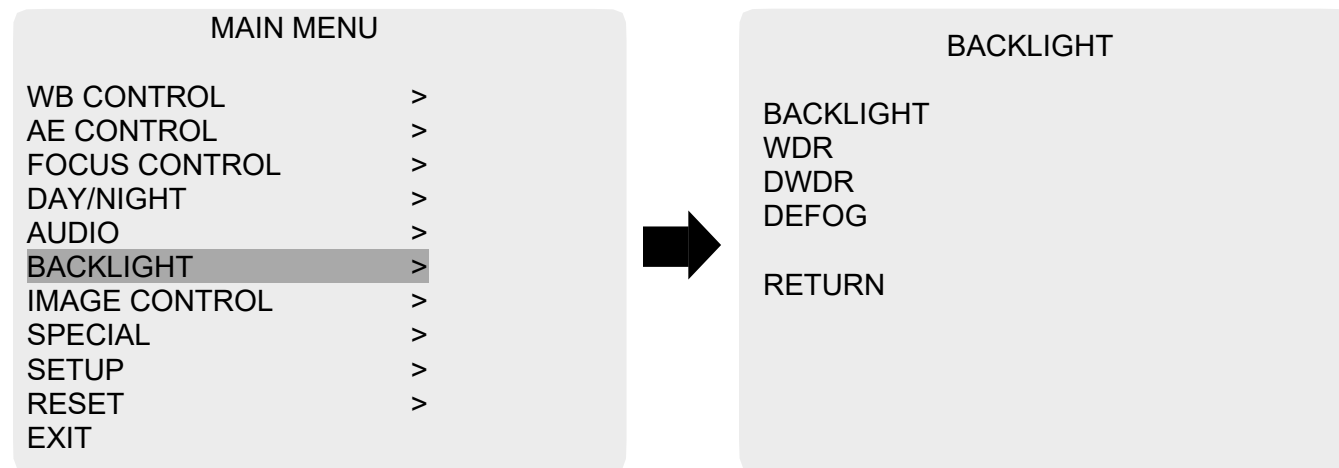 MAIN MENU
WB CONTROL >
AE CONTROL >
FOCUS CONTROL >
DAY/NIGHT >
AUDIO >
BACKLIGHT >
IMAGE CONTROL >
SPECIAL >
SETUP >
RESET >
EXIT
BACKLIGHT
BACKLIGHT
WDR
DWDR
DEFOG
RETURN